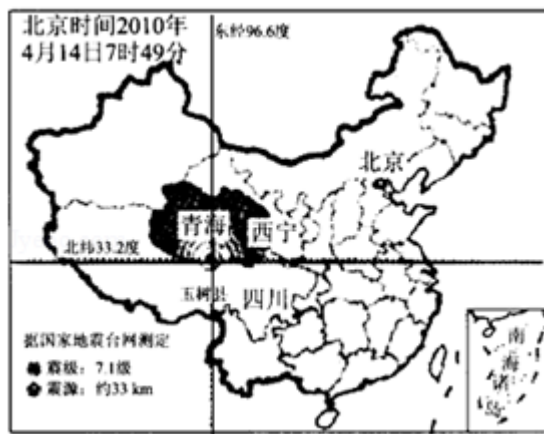 北京时间2010年
4月14日7时49分
东经96.6度
北京
青海
西宁
北纬33.2度
玉树县
四川
据国家地震台网测定
震级：7.1级
震源：约33 km
南
海
诸